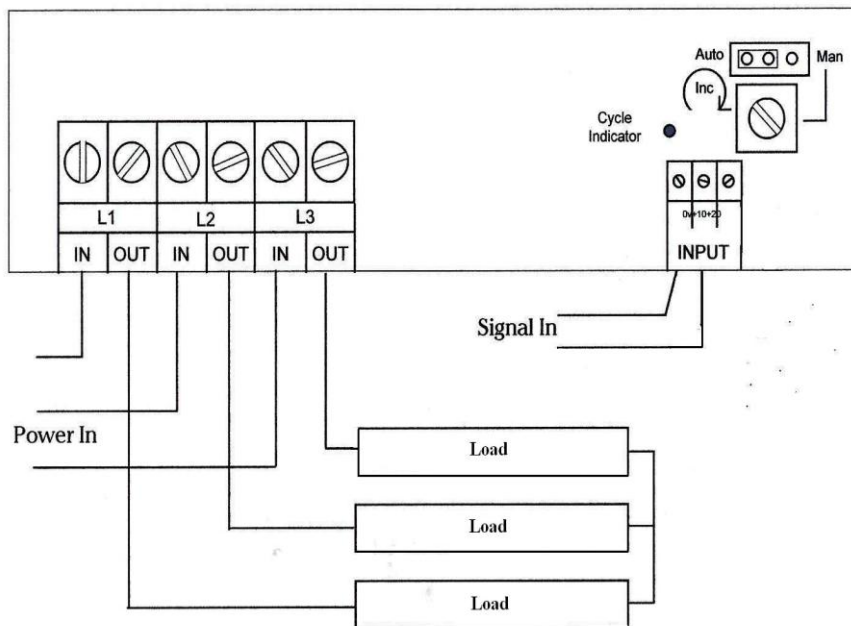 Auto
Man
Inc
Cycle
Indicator
L1 L2 L3
IN OUT IN OUT IN OUT
0v+10+20
INPUT
Signal In
Power In
Load
Load
Load